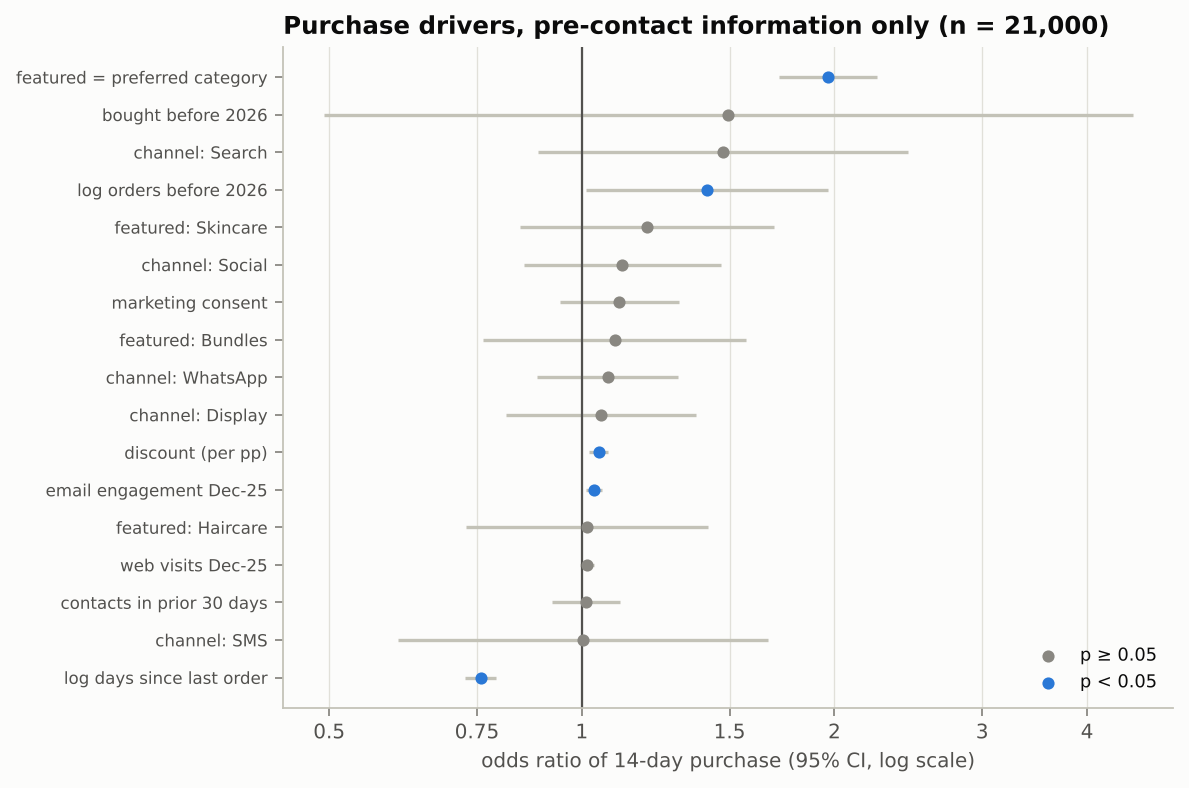 Purchase drivers, pre-contact information only (n = 21,000)
featured = preferred category
bought before 2026
channel: Search
log orders before 2026
featured: Skincare
channel: Social
marketing consent
featured: Bundles
channel: WhatsApp
channel: Display
discount (per pp)
email engagement Dec-25
featured: Haircare
web visits Dec-25
contacts in prior 30 days
channel: SMS
log days since last order
p ≥ 0.05
p < 0.05
0.5 0.75 1 1.5 2 3 4
odds ratio of 14-day purchase (95% CI, log scale)